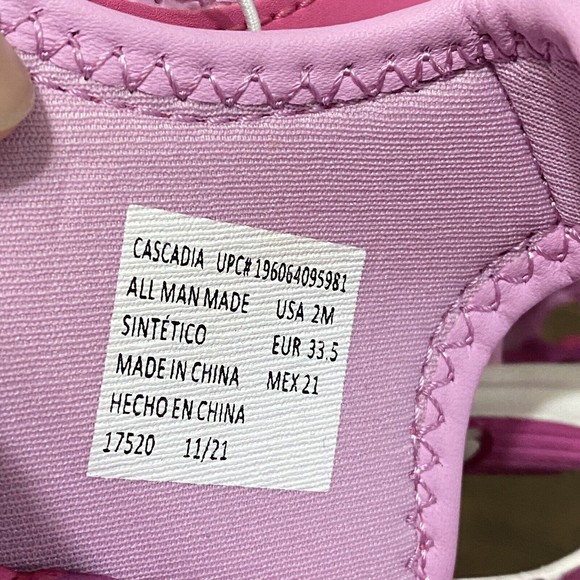 CASCADIA UPC# 196064095981
ALL MAN MADE USA 2M
SINTÉTICO EUR 33.5
MADE IN CHINA MEX 21
HECHO EN CHINA
17520 11/21